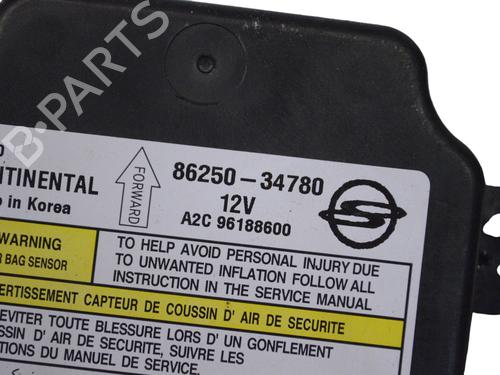 B-PARTS
O
86250-34780
NTINENTAL
FORWARD
12V
in Korea
A2C 96188600
WARNING
R BAG SENSOR
TO HELP AVOID PERSONAL INJURY DUE
TO UNWANTED INFLATION FOLLOW ALL
INSTRUCTION IN THE SERVICE MANUAL
ERTISSEMENT CAPTEUR DE COUSSIN D' AIR DE SECURITE
EVITER TOUTE BLESSURE LORS D' UN GONFLEMENT
SSIN D' AIR DE SECURITE, SUIVRE LES
TIONS DU MANUEL DE SERVICE.